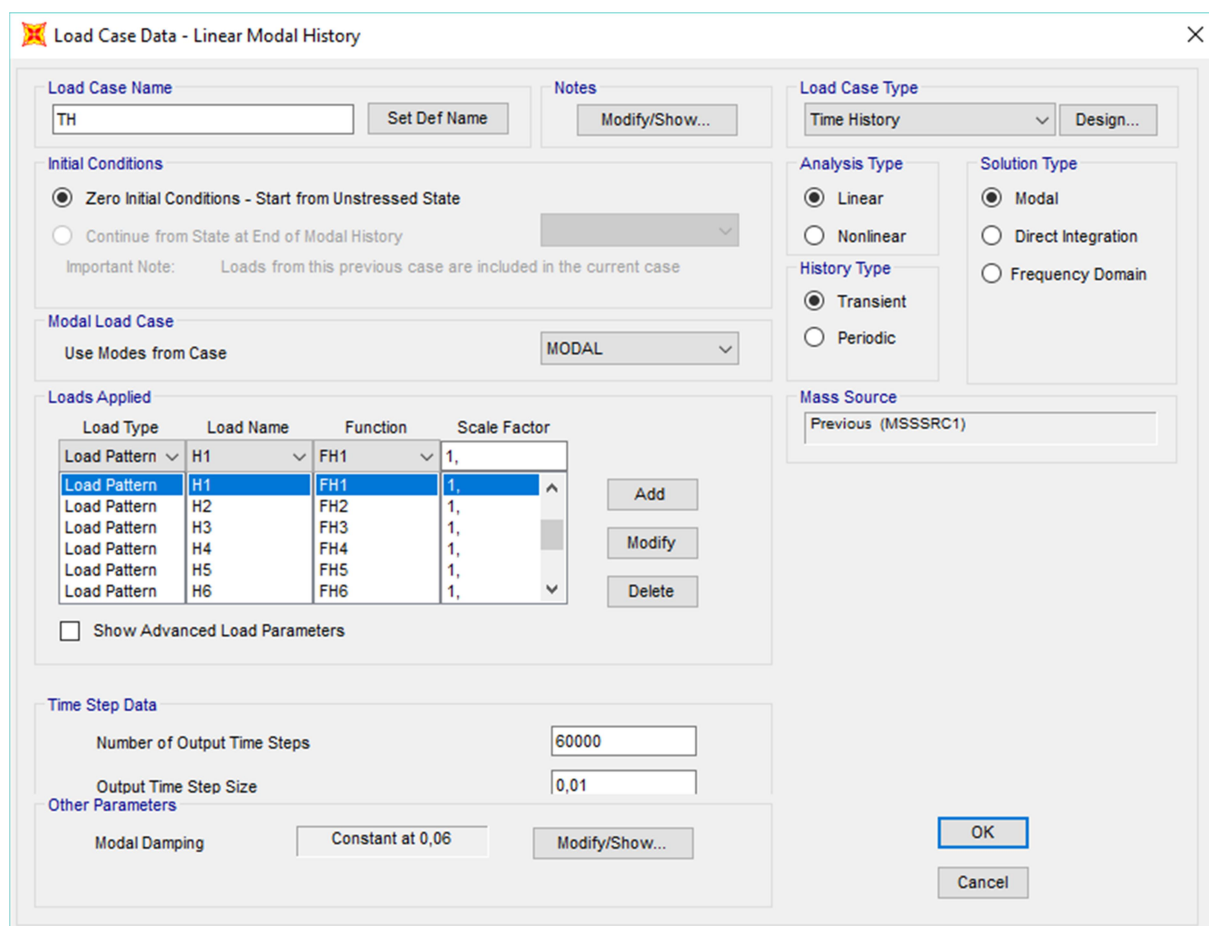 Load Case Data - Linear Modal History
Load Case Name
TH
Set Def Name
Notes
Modify/Show...
Load Case Type
Time History
Design...
Initial Conditions
Zero Initial Conditions - Start from Unstressed State
Continue from State at End of Modal History
Important Note: Loads from this previous case are included in the current case
Analysis Type
Linear
Nonlinear
Solution Type
Modal
Direct Integration
Frequency Domain
History Type
Transient
Periodic
Modal Load Case
Use Modes from Case
MODAL
Loads Applied
Load Type Load Name Function Scale Factor
Load Pattern H1 FH1 1,
Load Pattern H1 FH1 1,
Load Pattern H2 FH2 1,
Load Pattern H3 FH3 1,
Load Pattern H4 FH4 1,
Load Pattern H5 FH5 1,
Load Pattern H6 FH6 1,
Add
Modify
Delete
Show Advanced Load Parameters
Mass Source
Previous (MSSSRC1)
Time Step Data
Number of Output Time Steps 60000
Output Time Step Size 0,01
Other Parameters
Modal Damping Constant at 0,06 Modify/Show...
OK
Cancel